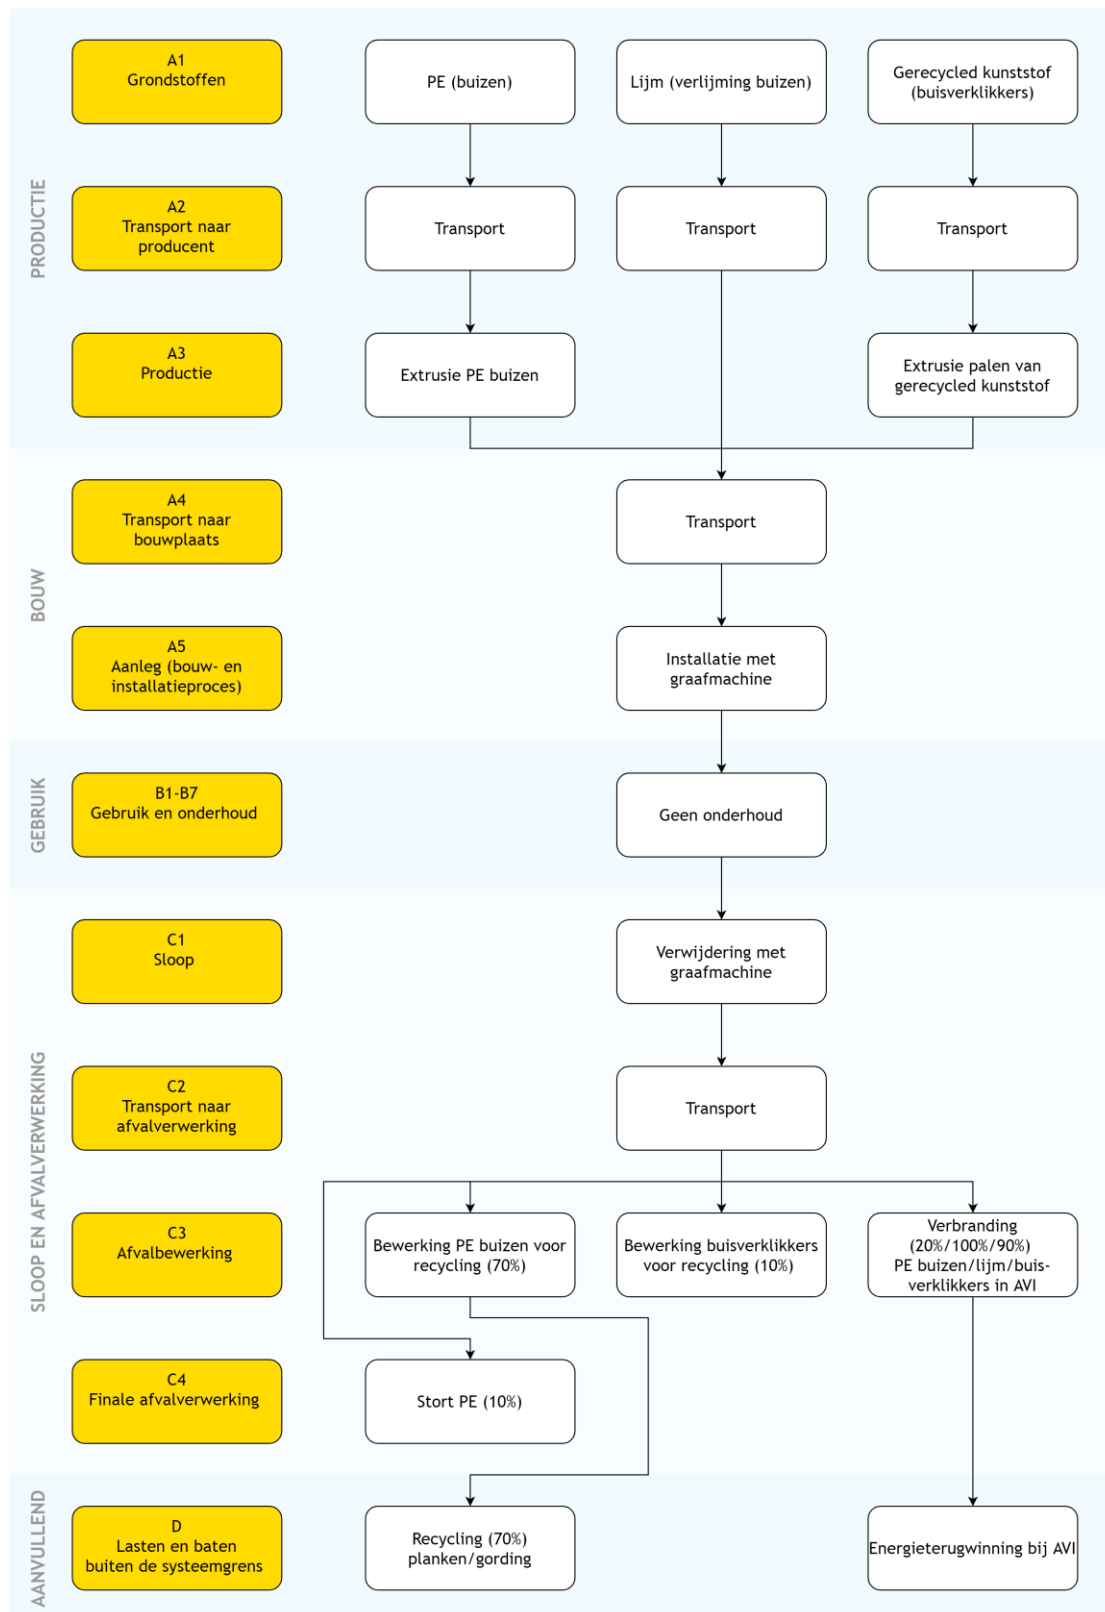 PRODUCTIE
A1
Grondstoffen
PE (buizen)
Lijm (verlijming buizen)
Gerecycled kunststof
(buisverklikkers)
A2
Transport naar
producent
Transport
Transport
Transport
A3
Productie
Extrusie PE buizen
Extrusie palen van
gerecycled kunststof
BOUW
A4
Transport naar
bouwplaats
Transport
A5
Aanleg (bouw- en
installatieproces)
Installatie met
graafmachine
GEBRUIK
B1-B7
Gebruik en onderhoud
Geen onderhoud
SLOOP EN AFVALVERWERKING
C1
Sloop
Verwijdering met
graafmachine
C2
Transport naar
afvalverwerking
Transport
C3
Afvalbewerking
Bewerking PE buizen voor
recycling (70%)
Bewerking buisverklikkers
voor recycling (10%)
Verbranding
(20%/100%/90%)
PE buizen/lijm/buis-
verklikkers in AVI
C4
Finale afvalverwerking
Stort PE (10%)
AANVULLEND
D
Lasten en baten
buiten de systeemgrens
Recycling (70%)
planken/gording
Energieterugwinning bij AVI